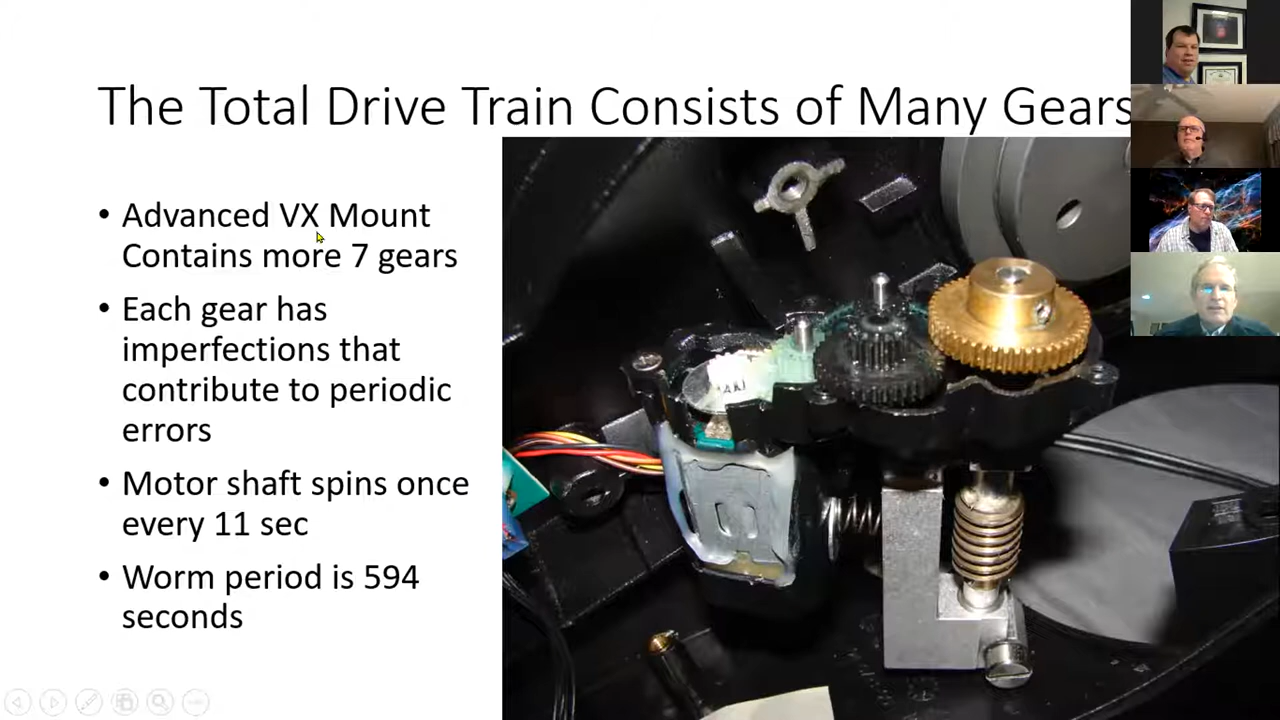 The Total Drive Train Consists of Many Gears
• Advanced VX Mount
Contains more 7 gears
• Each gear has
imperfections that
contribute to periodic
errors
• Motor shaft spins once
every 11 sec
• Worm period is 594
seconds